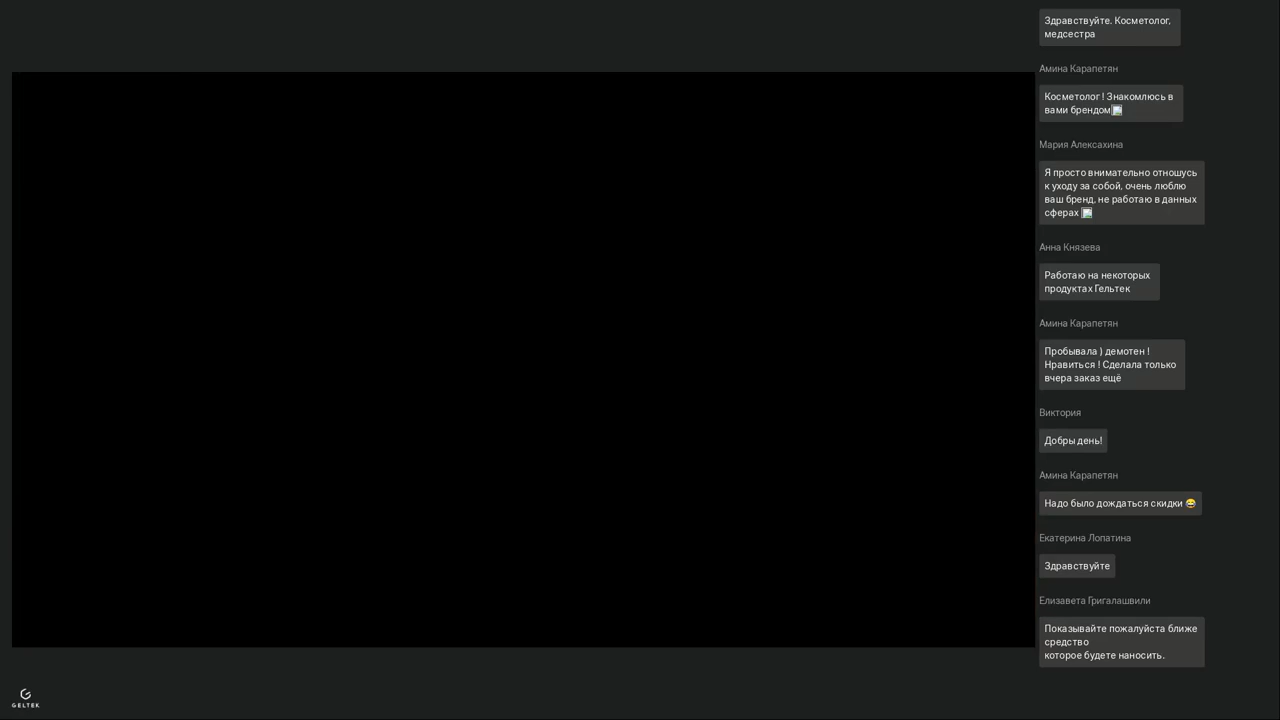 Здравствуйте. Косметолог,
медсестра
Амина Карапетян
Косметолог ! Знакомлюсь в
вами брендом
Мария Алексахина
Я просто внимательно отношусь
к уходу за собой, очень люблю
ваш бренд, не работаю в данных
сферах
Анна Князева
Работаю на некоторых
продуктах Гельтек
Амина Карапетян
Пробывала ) демотен !
Нравиться ! Сделала только
вчера заказ ещё
Виктория
Добры день!
Амина Карапетян
Надо было дождаться скидки 😂
Екатерина Лопатина
Здравствуйте
Елизавета Григалашвили
Показывайте пожалуйста ближе
средство
которое будете наносить.
GELTEK